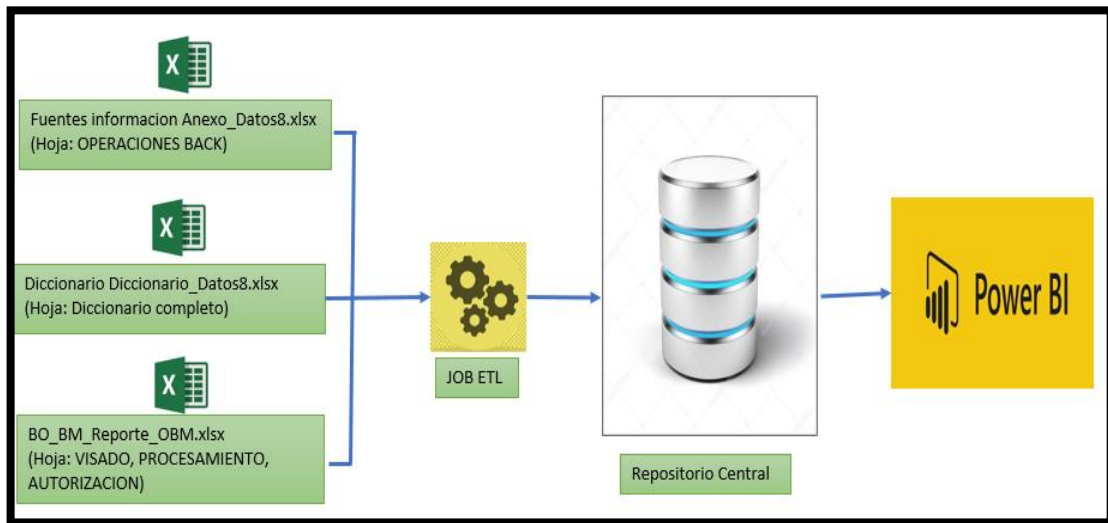 Fuentes informacion Anexo_Datos8.xlsx
(Hoja: OPERACIONES BACK)
Diccionario Diccionario_Datos8.xlsx
(Hoja: Diccionario completo)
BO_BM_Reporte_OBM.xlsx
(Hoja: VISADO, PROCESAMIENTO,
AUTORIZACION)
JOB ETL
Repositorio Central
Power BI
X
X
X